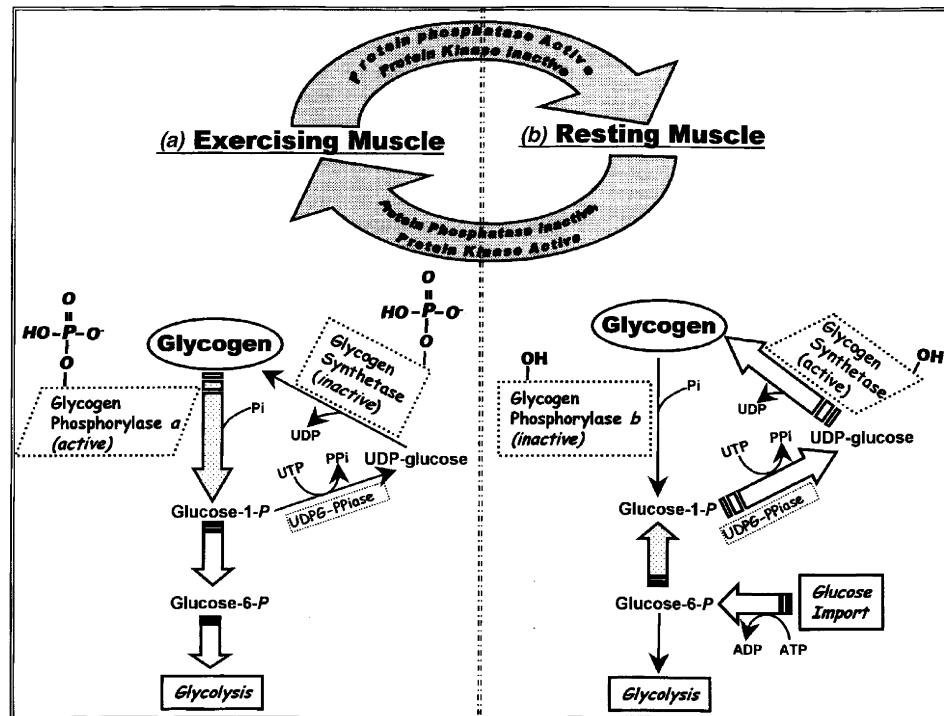 Protein phosphatase Active
Protein Kinase Inactive
(a) Exercising Muscle
(b) Resting Muscle
Protein Phosphatase Inactive,
Protein Kinase Active
O
HO-P-O-
O
Glycogen
Phosphorylase a
(active)
Glycogen
Pi
O
HO-P-O-
O
Glycogen
Synthetase
(inactive)
UDP
UDP-glucose
UTP
PPi
UDPG-PPiase
Glucose-1-P
Glucose-6-P
Glycolysis
Glycogen
OH
Glycogen
Phosphorylase b
(inactive)
Pi
OH
Glycogen
Synthetase
(active)
UDP
UDP-glucose
UTP
PPi
UDPG-PPiase
Glucose-1-P
Glucose-6-P
Glucose
Import
ADP
ATP
Glycolysis